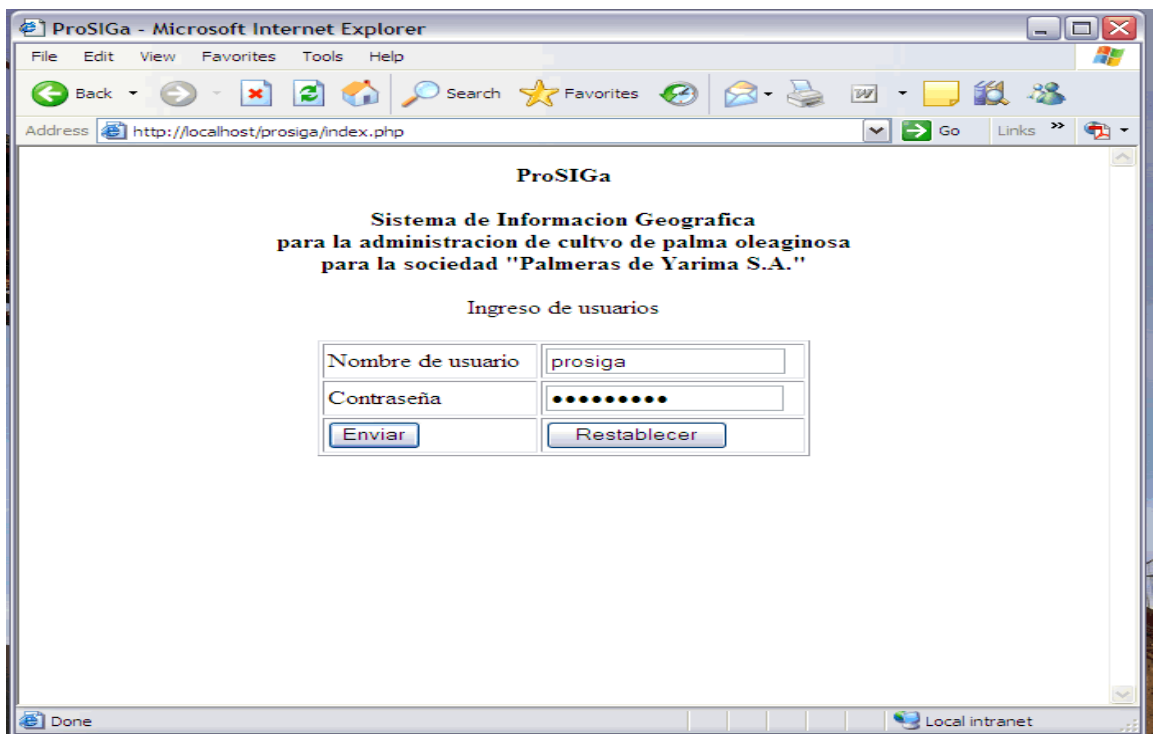 ProSIGa - Microsoft Internet Explorer
File Edit View Favorites Tools Help
Back Search Favorites
Address http://localhost/prosiga/index.php Go Links »
ProSIGa
Sistema de Informacion Geografica
para la administracion de cultvo de palma oleaginosa
para la sociedad "Palmeras de Yarima S.A."
Ingreso de usuarios
Nombre de usuario prosiga
Contraseña •••••••••
Enviar Restablecer
Done Local intranet